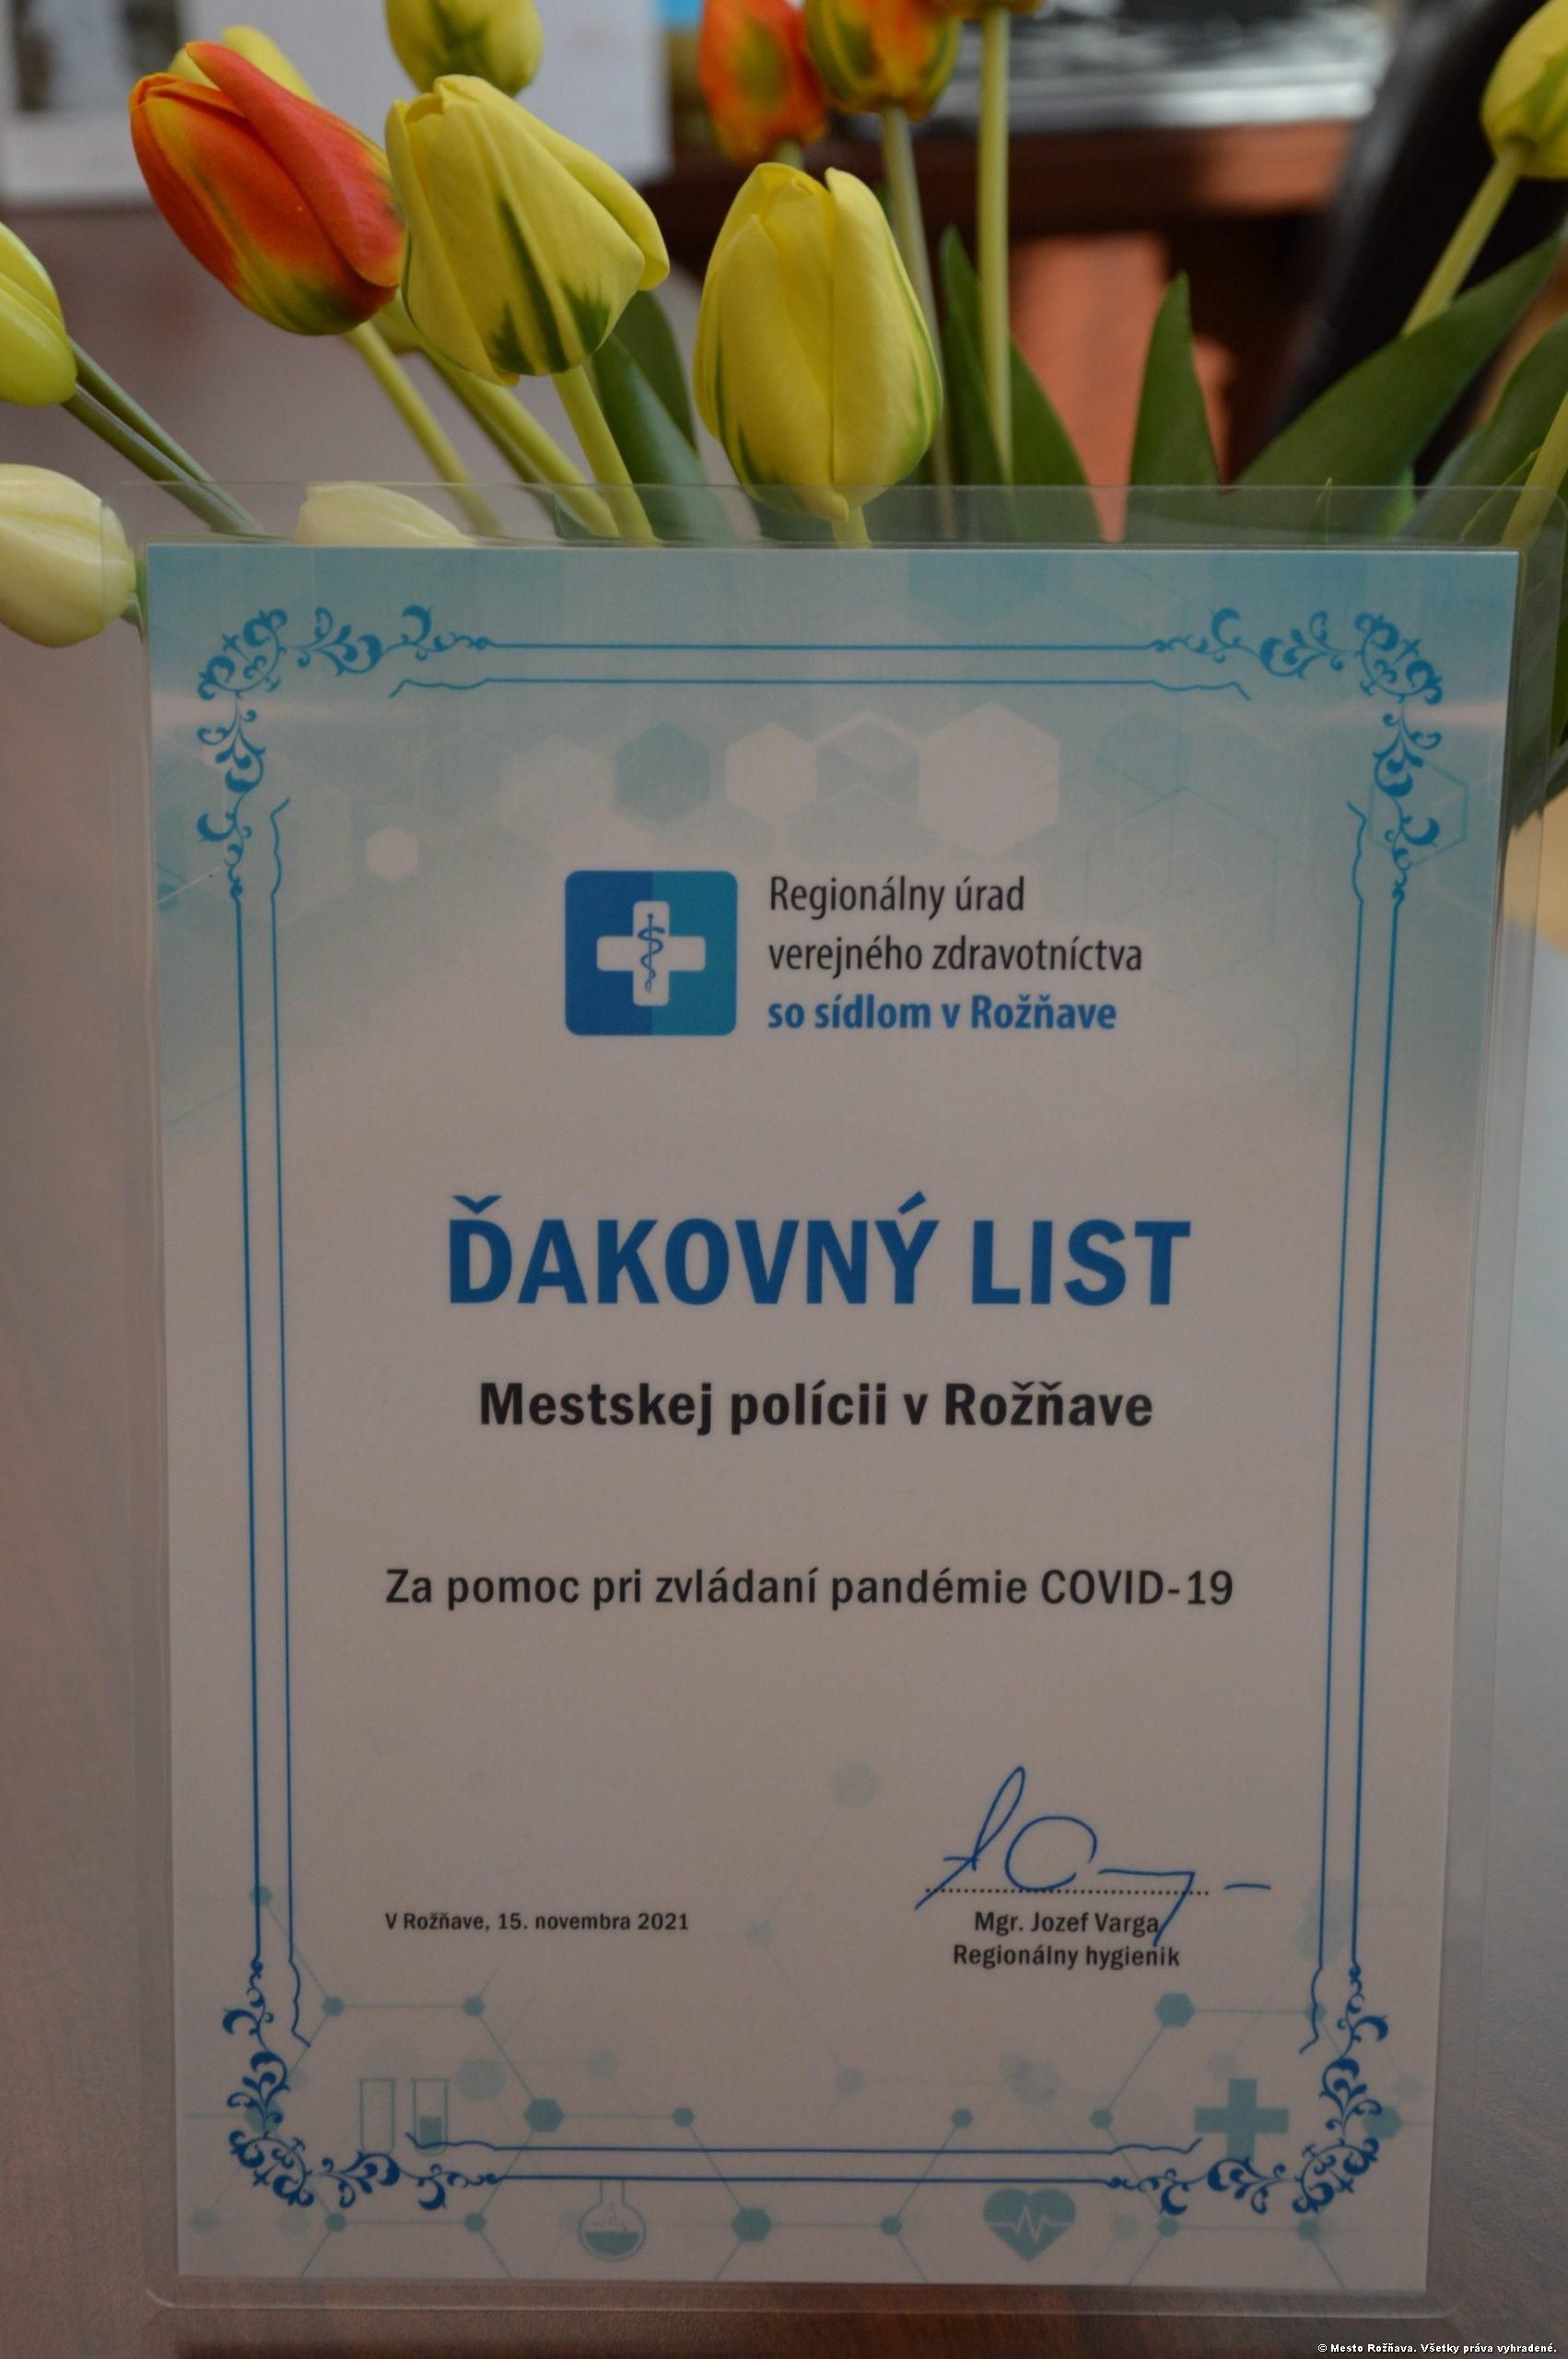 Regionálny úrad
verejného zdravotníctva
so sídlom v Rožňave
ĎAKOVNÝ LIST
Mestskej polícii v Rožňave
Za pomoc pri zvládaní pandémie COVID-19
V Rožňave, 15. novembra 2021
Mgr. Jozef Varga
Regionálny hygienik
© Mesto Rožňava. Všetky práva vyhradené.